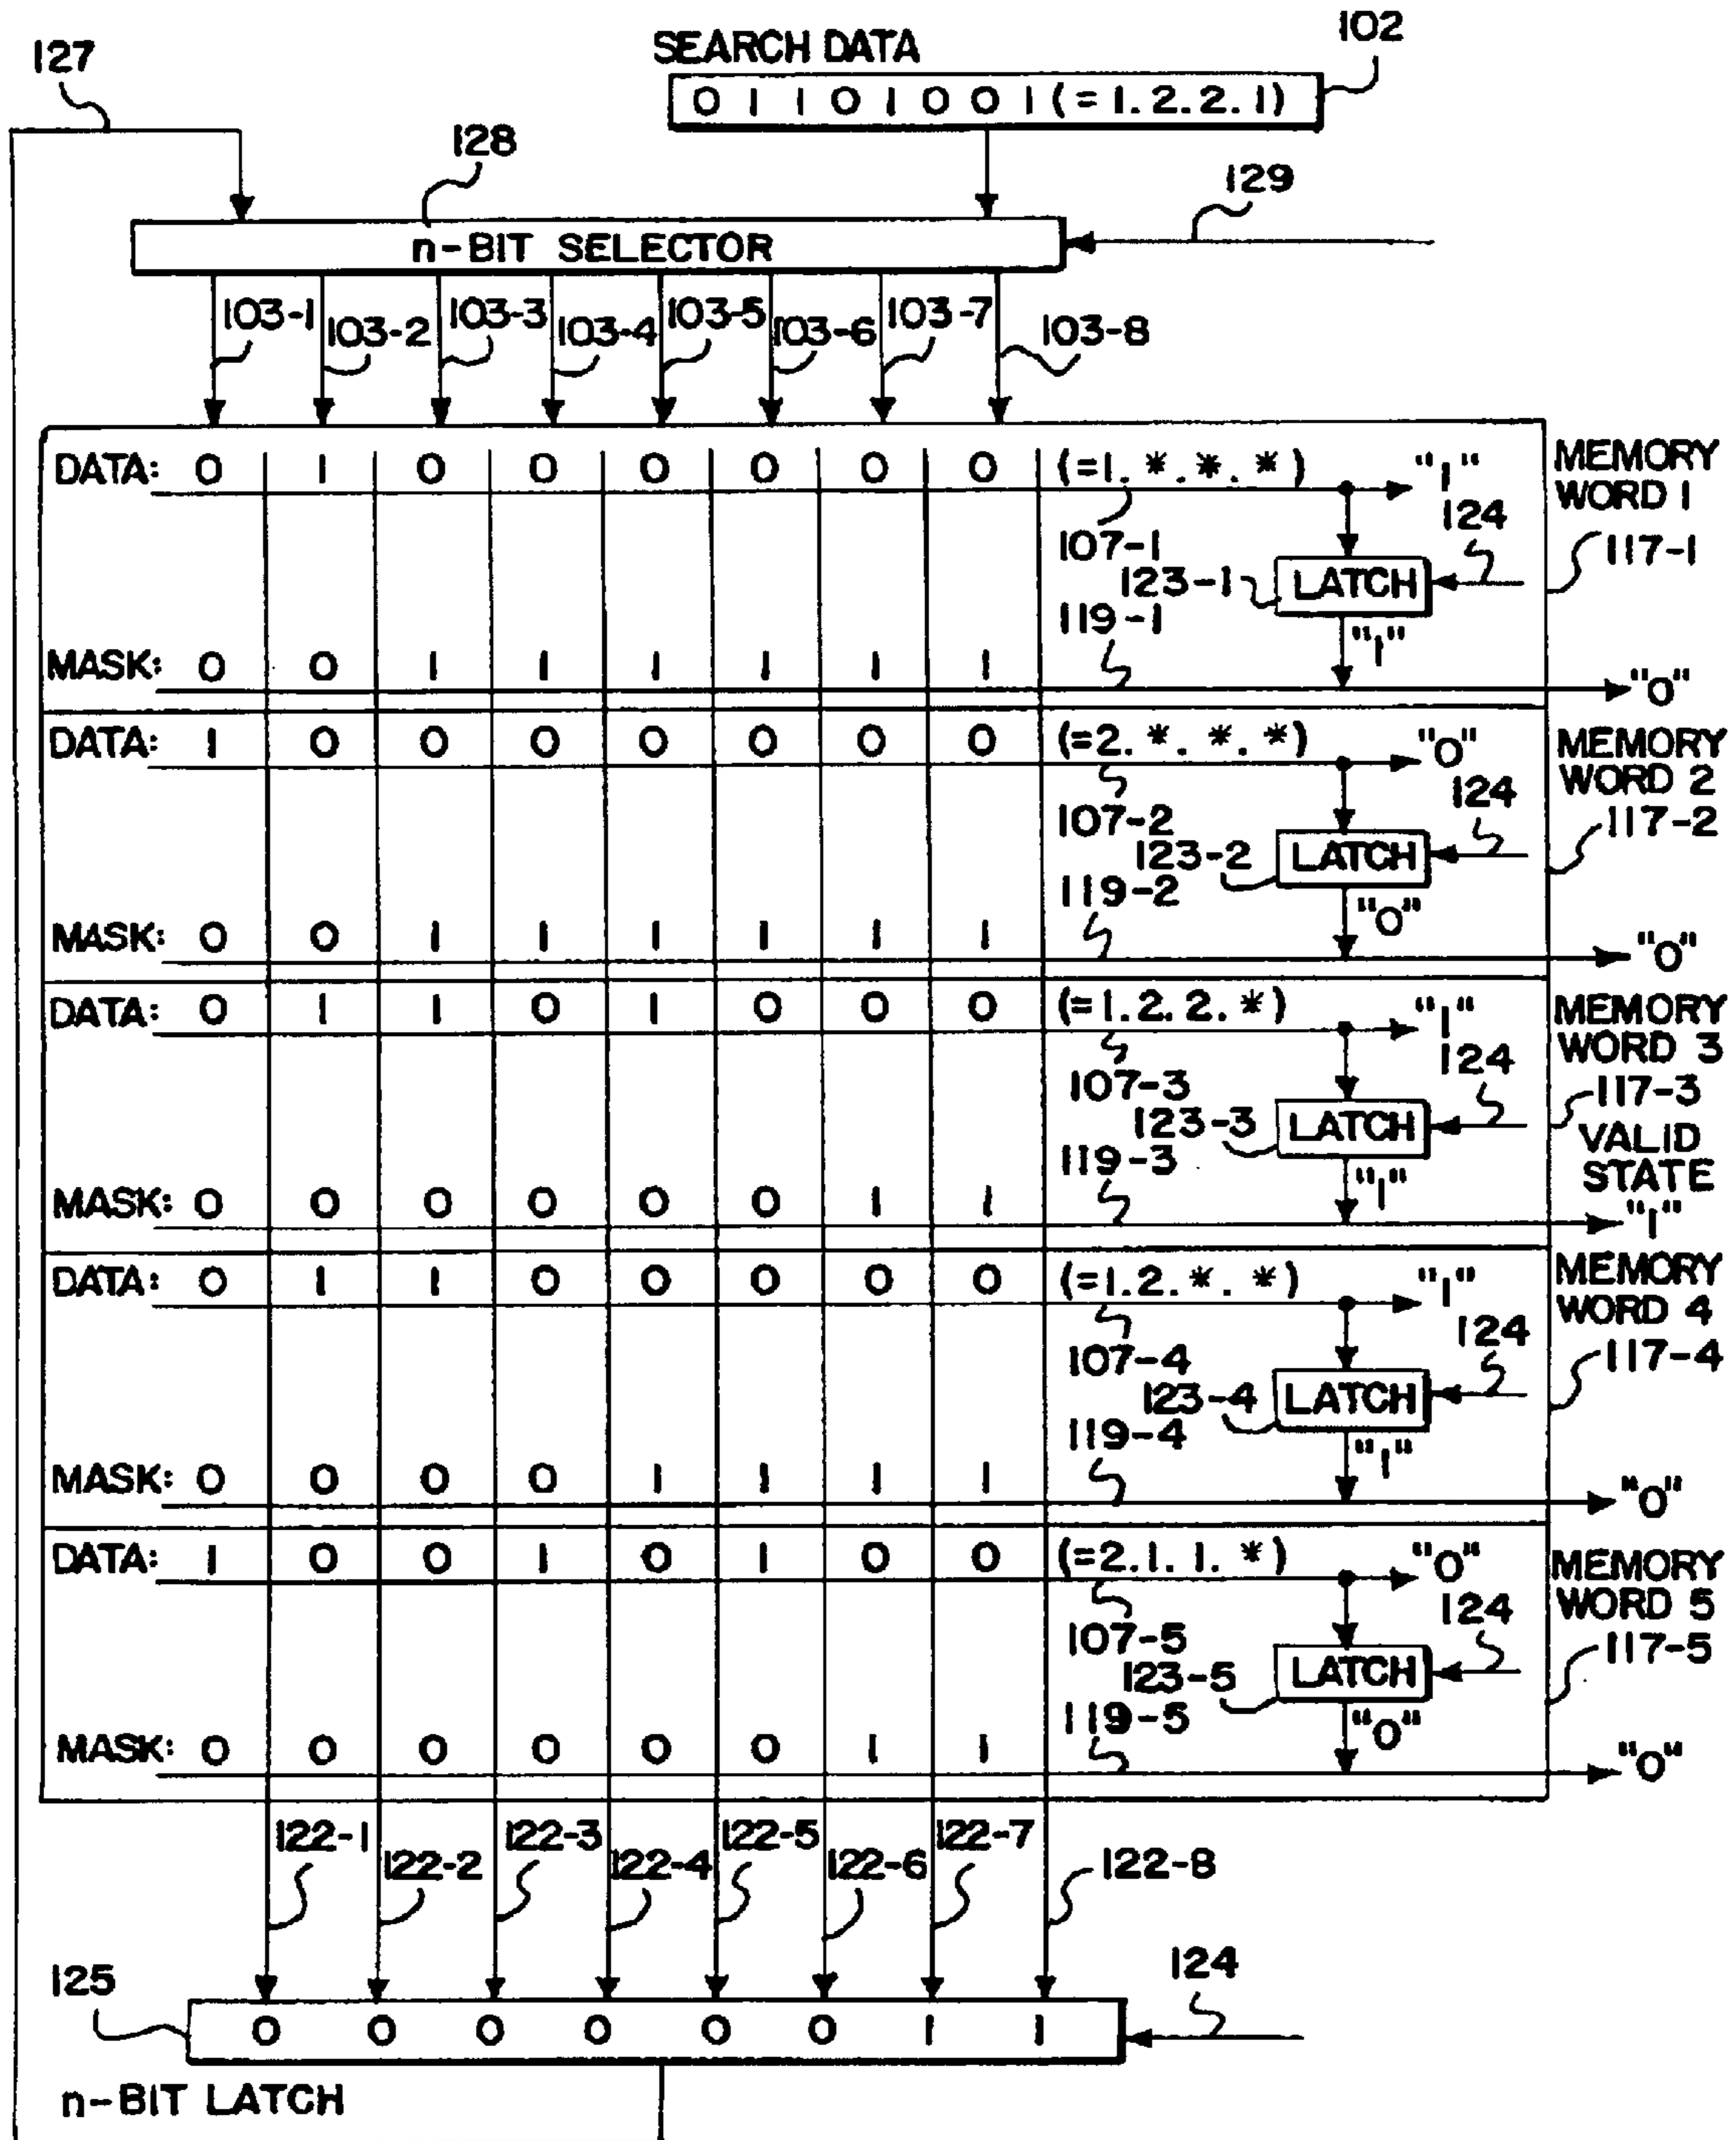 SEARCH DATA
102
0 1 1 0 1 0 0 1 (=1.2.2.1)
127
128
129
n-BIT SELECTOR
103-1
103-2
103-3
103-4
103-5
103-6
103-7
103-8
DATA: 0 1 0 0 0 0 0 0 (=1.*.*.*) "1"
MEMORY
WORD 1
124
107-1
117-1
123-1
LATCH
119-1
"1"
MASK: 0 0 1 1 1 1 1 1
"0"
DATA: 1 0 0 0 0 0 0 0 (=2.*.*.*) "0"
MEMORY
WORD 2
124
107-2
117-2
123-2
LATCH
119-2
"0"
MASK: 0 0 1 1 1 1 1 1
"0"
DATA: 0 1 1 0 1 0 0 0 (=1.2.2.*) "1"
MEMORY
WORD 3
124
107-3
117-3
123-3
LATCH
VALID
STATE
119-3
"1"
MASK: 0 0 0 0 0 0 1 1
"1"
DATA: 0 1 1 0 0 0 0 0 (=1.2.*.*) "1"
MEMORY
WORD 4
124
107-4
117-4
123-4
LATCH
119-4
"1"
MASK: 0 0 0 0 1 1 1 1
"0"
DATA: 1 0 0 1 0 1 0 0 (=2.1.1.*) "0"
MEMORY
WORD 5
124
107-5
117-5
123-5
LATCH
119-5
"0"
MASK: 0 0 0 0 0 0 1 1
"0"
122-1
122-2
122-3
122-4
122-5
122-6
122-7
122-8
125
124
0 0 0 0 0 0 1 1
n-BIT LATCH